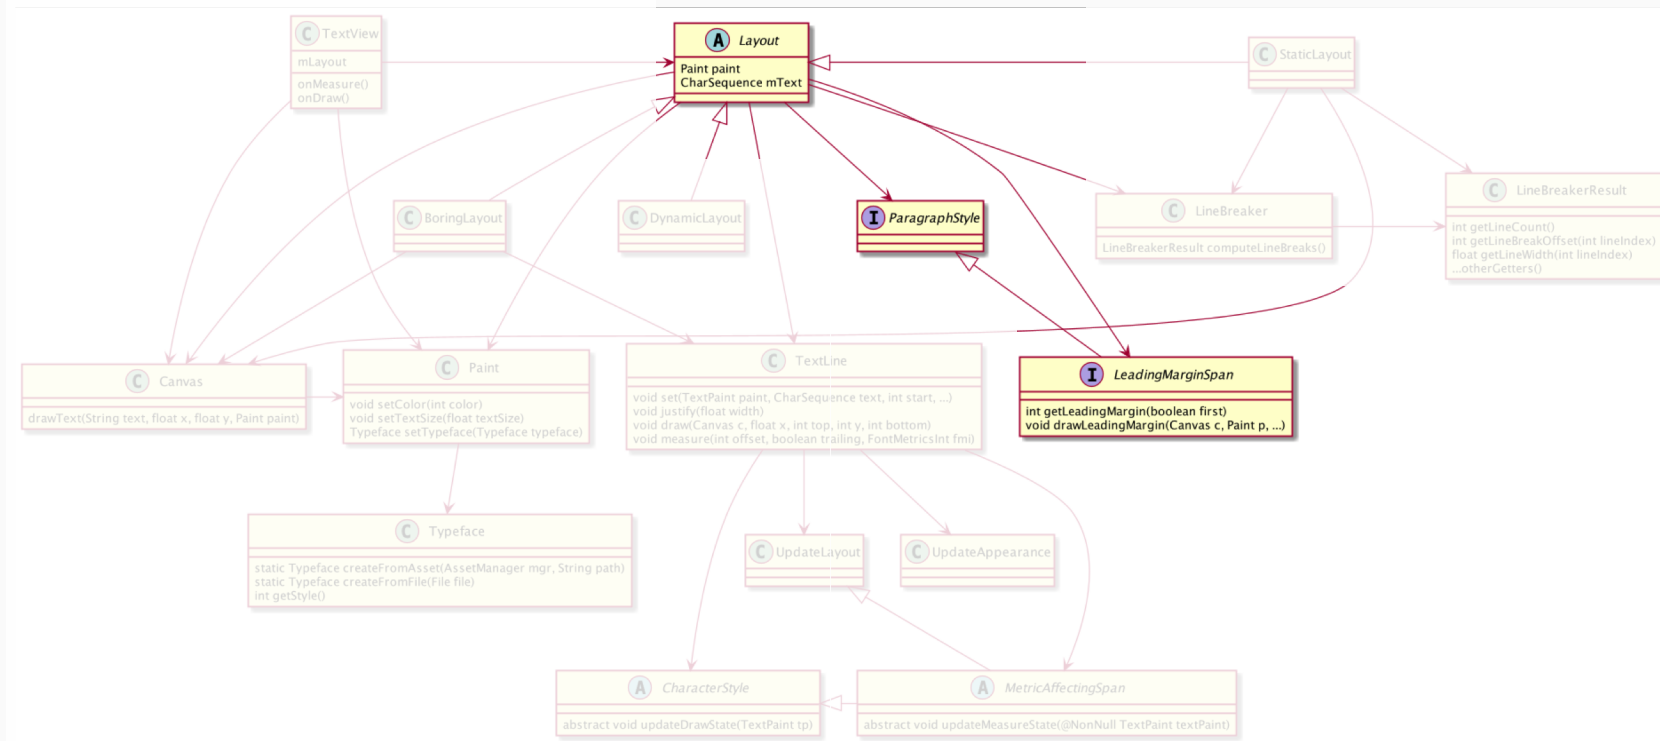 C TextView
mLayout
onMeasure()
onDraw()
A Layout
Paint paint
CharSequence mText
C StaticLayout
C BoringLayout
C DynamicLayout
I ParagraphStyle
C LineBreaker
LineBreakerResult computeLineBreaks()
C LineBreakerResult
int getLineCount()
int getLineBreakOffset(int lineIndex)
float getLineWidth(int lineIndex)
...otherGetters()
C Canvas
drawText(String text, float x, float y, Paint paint)
C Paint
void setColor(int color)
void setTextSize(float textSize)
Typeface setTypeface(Typeface typeface)
C TextLine
void set(TextPaint paint, CharSequence text, int start, ...)
void justify(float width)
void draw(Canvas c, float x, int top, int y, int bottom)
void measure(int offset, boolean trailing, FontMetricsInt fmi)
I LeadingMarginSpan
int getLeadingMargin(boolean first)
void drawLeadingMargin(Canvas c, Paint p, ...)
C Typeface
static Typeface createFromAsset(AssetManager mgr, String path)
static Typeface createFromFile(File file)
int getStyle()
C UpdateLayout
C UpdateAppearance
A CharacterStyle
abstract void updateDrawState(TextPaint tp)
A MetricAffectingSpan
abstract void updateMeasureState(@NonNull TextPaint textPaint)